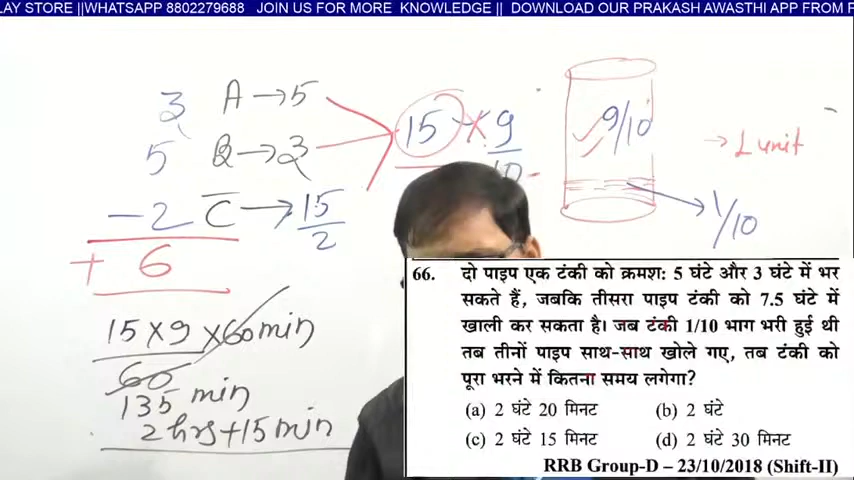 LAY STORE ||WHATSAPP 8802279688 JOIN US FOR MORE KNOWLEDGE || DOWNLOAD OUR PRAKASH AWASTHI APP FROM P
3 A → 5
5 B → 3
-2 C → 15/2
+ 6
15 × 9/10
9/10
→ 1 unit
1/10
15 × 9 × 60 min
60
135 min
2 hrs + 15 min
66. दो पाइप एक टंकी को क्रमश: 5 घंटे और 3 घंटे में भर
सकते हैं, जबकि तीसरा पाइप टंकी को 7.5 घंटे में
खाली कर सकता है। जब टंकी 1/10 भाग भरी हुई थी
तब तीनों पाइप साथ-साथ खोले गए, तब टंकी को
पूरा भरने में कितना समय लगेगा?
(a) 2 घंटे 20 मिनट (b) 2 घंटे
(c) 2 घंटे 15 मिनट (d) 2 घंटे 30 मिनट
RRB Group-D – 23/10/2018 (Shift-II)